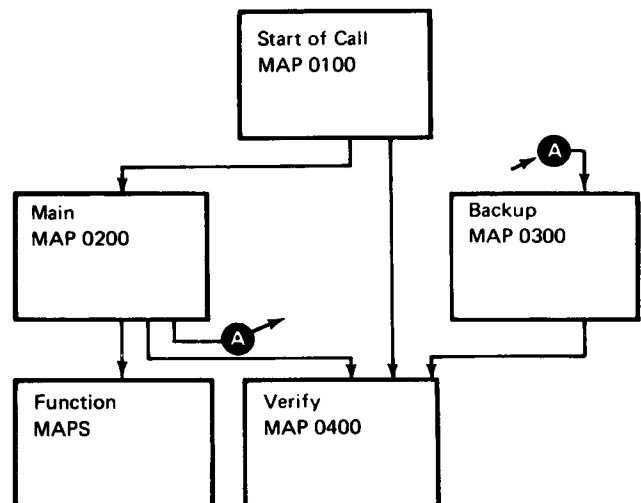 Start of Call
MAP 0100
A
Main
MAP 0200
Backup
MAP 0300
A
Function
MAPS
Verify
MAP 0400